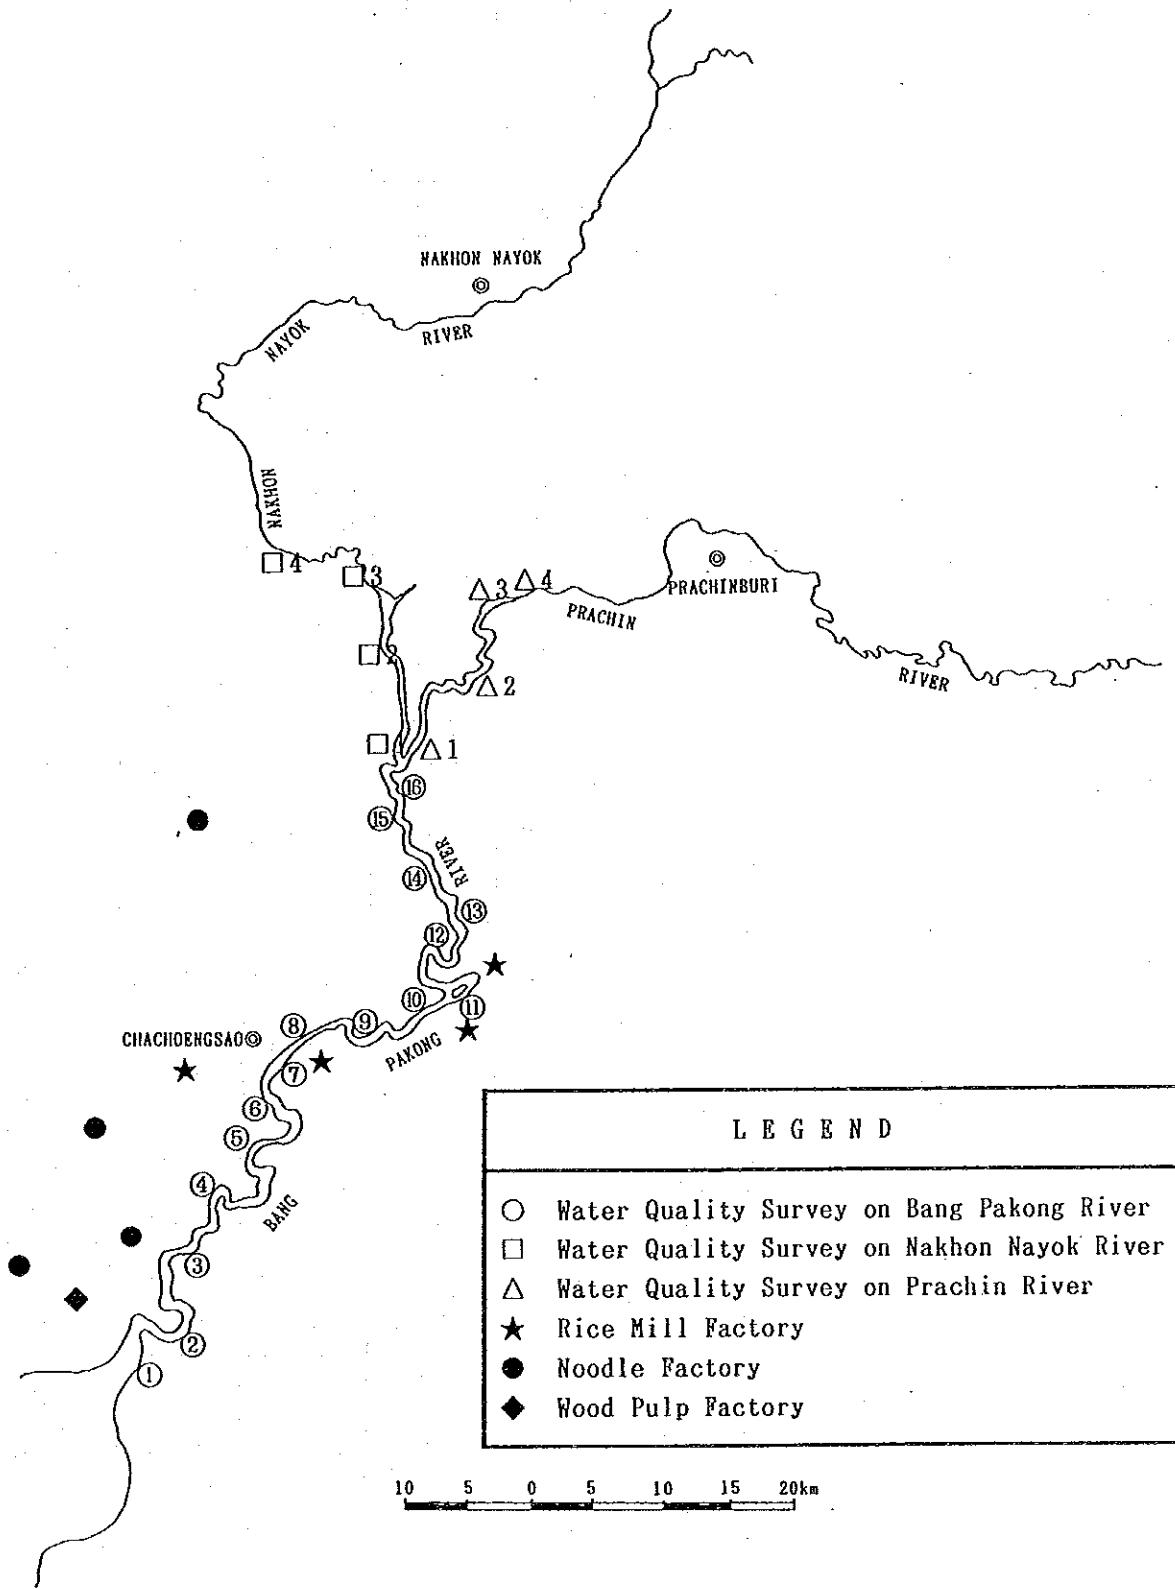 NAKHON NAYOK
NAYOK
RIVER
NAKHON
4
3
3
4
PRACHINBURI
PRACHIN
2
2
RIVER
1
16
15
RIVER
14
13
12
10
11
8
9
CHACHOENGSAO
PAKONG
7
6
5
4
BANG
3
2
1
LEGEND
Water Quality Survey on Bang Pakong River
Water Quality Survey on Nakhon Nayok River
Water Quality Survey on Prachin River
Rice Mill Factory
Noodle Factory
Wood Pulp Factory
10 5 0 5 10 15 20km